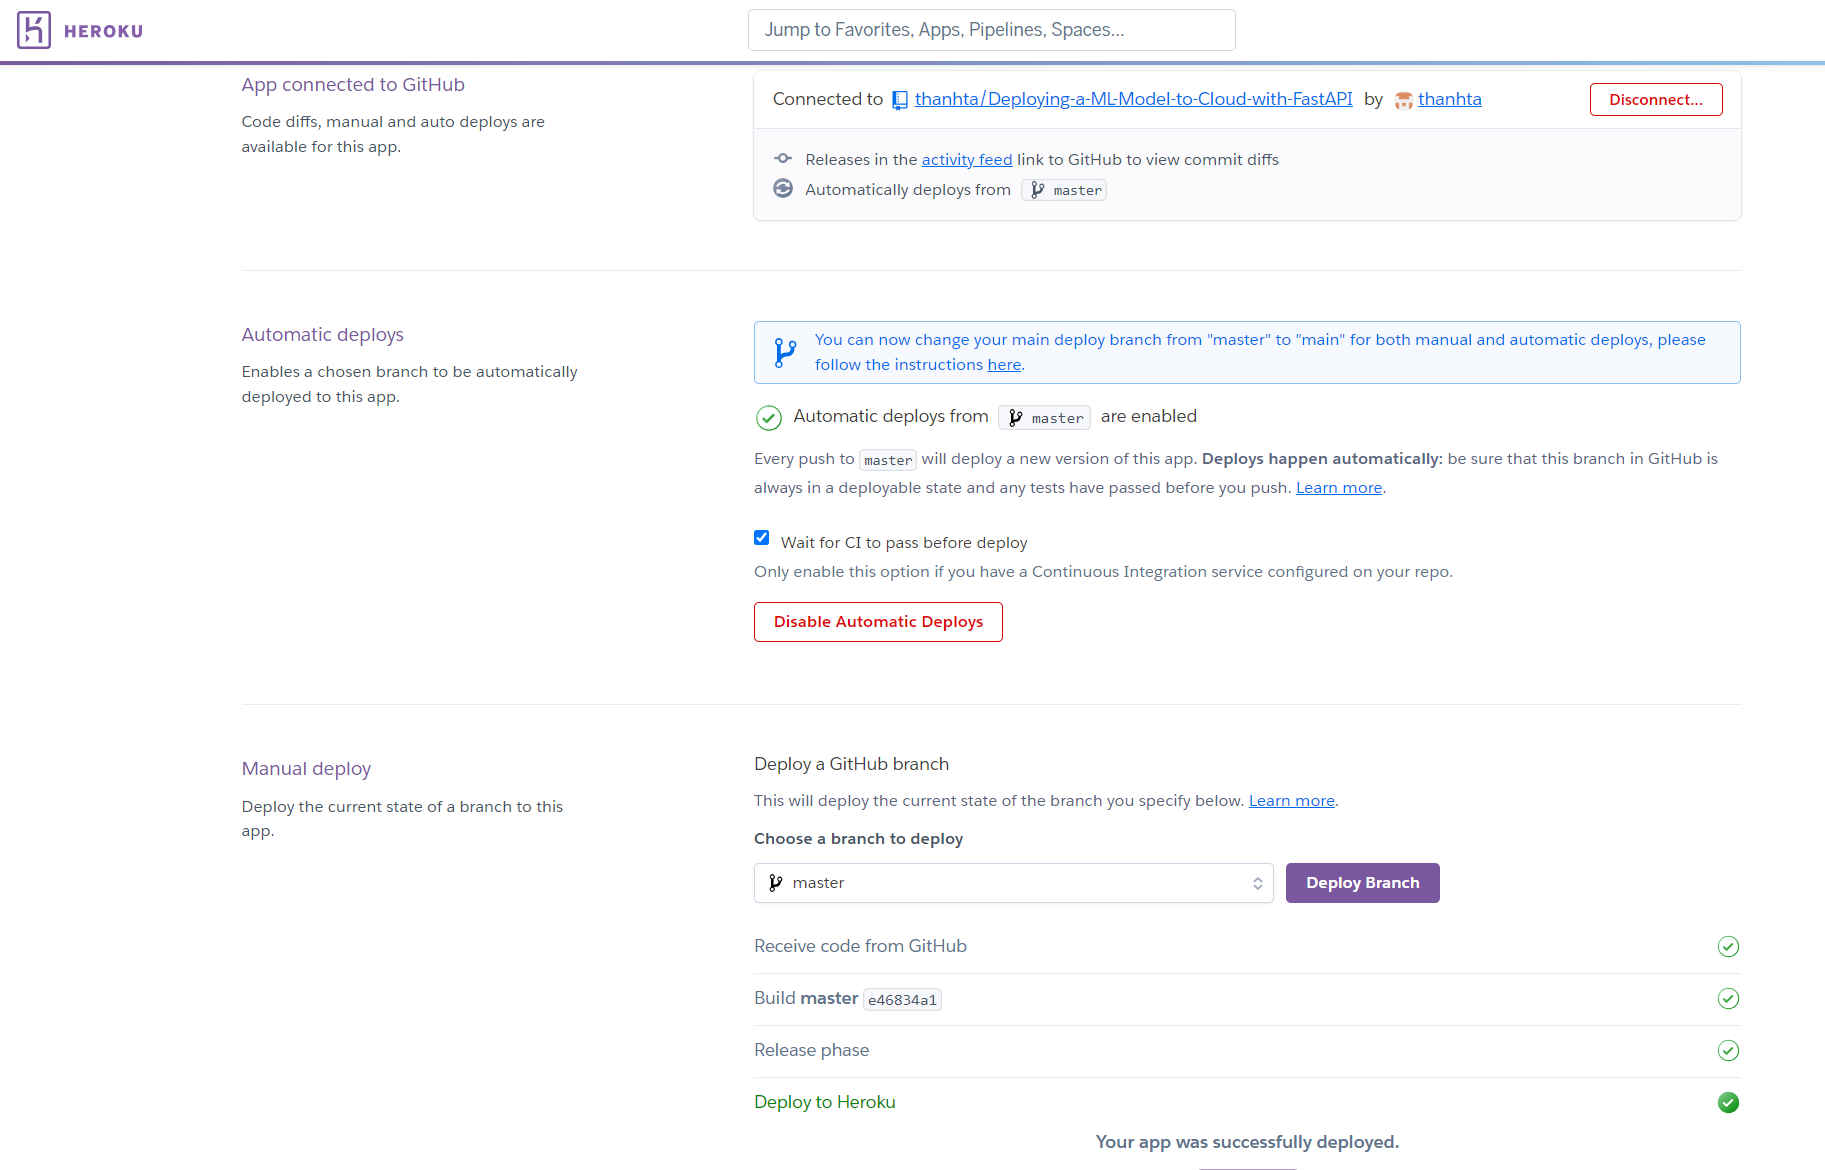 HEROKU
Jump to Favorites, Apps, Pipelines, Spaces...
App connected to GitHub
Code diffs, manual and auto deploys are
available for this app.
Connected to thanhta/Deploying-a-ML-Model-to-Cloud-with-FastAPI by thanhta
Disconnect...
Releases in the activity feed link to GitHub to view commit diffs
Automatically deploys from master
Automatic deploys
Enables a chosen branch to be automatically
deployed to this app.
You can now change your main deploy branch from "master" to "main" for both manual and automatic deploys, please
follow the instructions here.
Automatic deploys from master are enabled
Every push to master will deploy a new version of this app. Deploys happen automatically: be sure that this branch in GitHub is
always in a deployable state and any tests have passed before you push. Learn more.
Wait for CI to pass before deploy
Only enable this option if you have a Continuous Integration service configured on your repo.
Disable Automatic Deploys
Manual deploy
Deploy the current state of a branch to this
app.
Deploy a GitHub branch
This will deploy the current state of the branch you specify below. Learn more.
Choose a branch to deploy
master
Deploy Branch
Receive code from GitHub
Build master e46834a1
Release phase
Deploy to Heroku
Your app was successfully deployed.